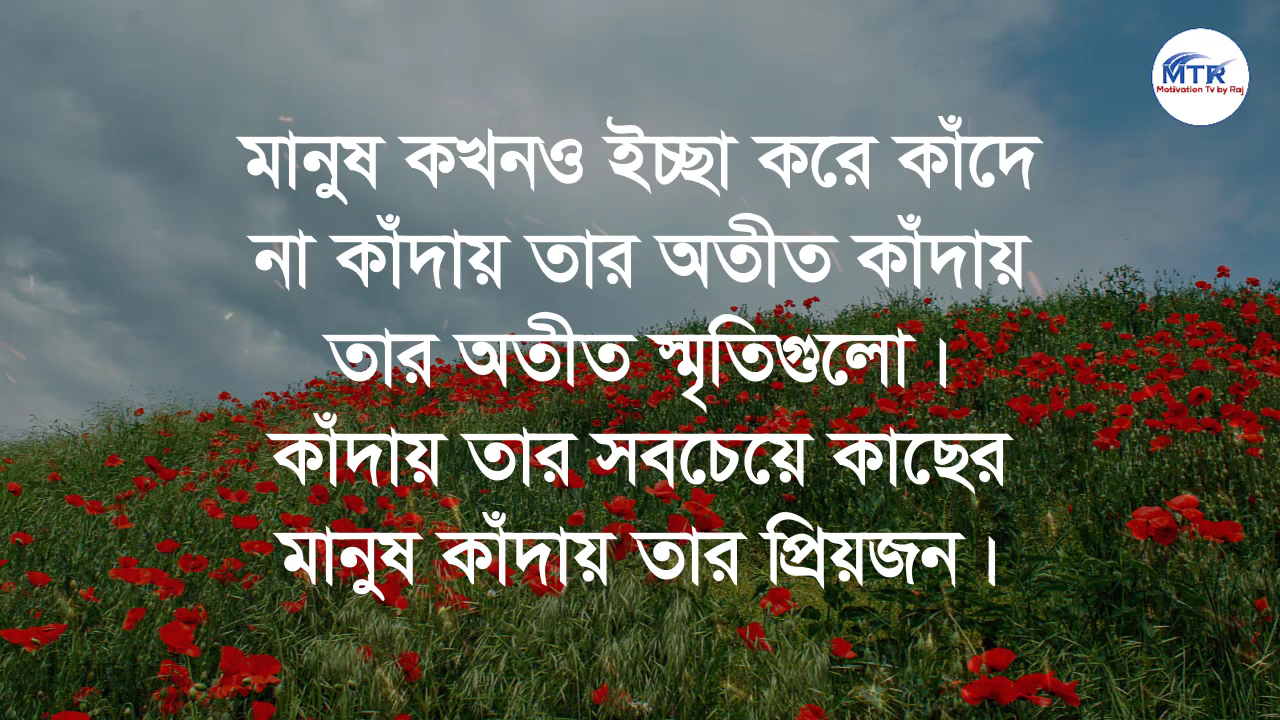 MTR
Motivation Tv by Raj
মানুষ কখনও ইচ্ছা করে কাঁদে
না কাঁদায় তার অতীত কাঁদায়
তার অতীত স্মৃতিগুলো।
কাঁদায় তার সবচেয়ে কাছের
মানুষ কাঁদায় তার প্রিয়জন।